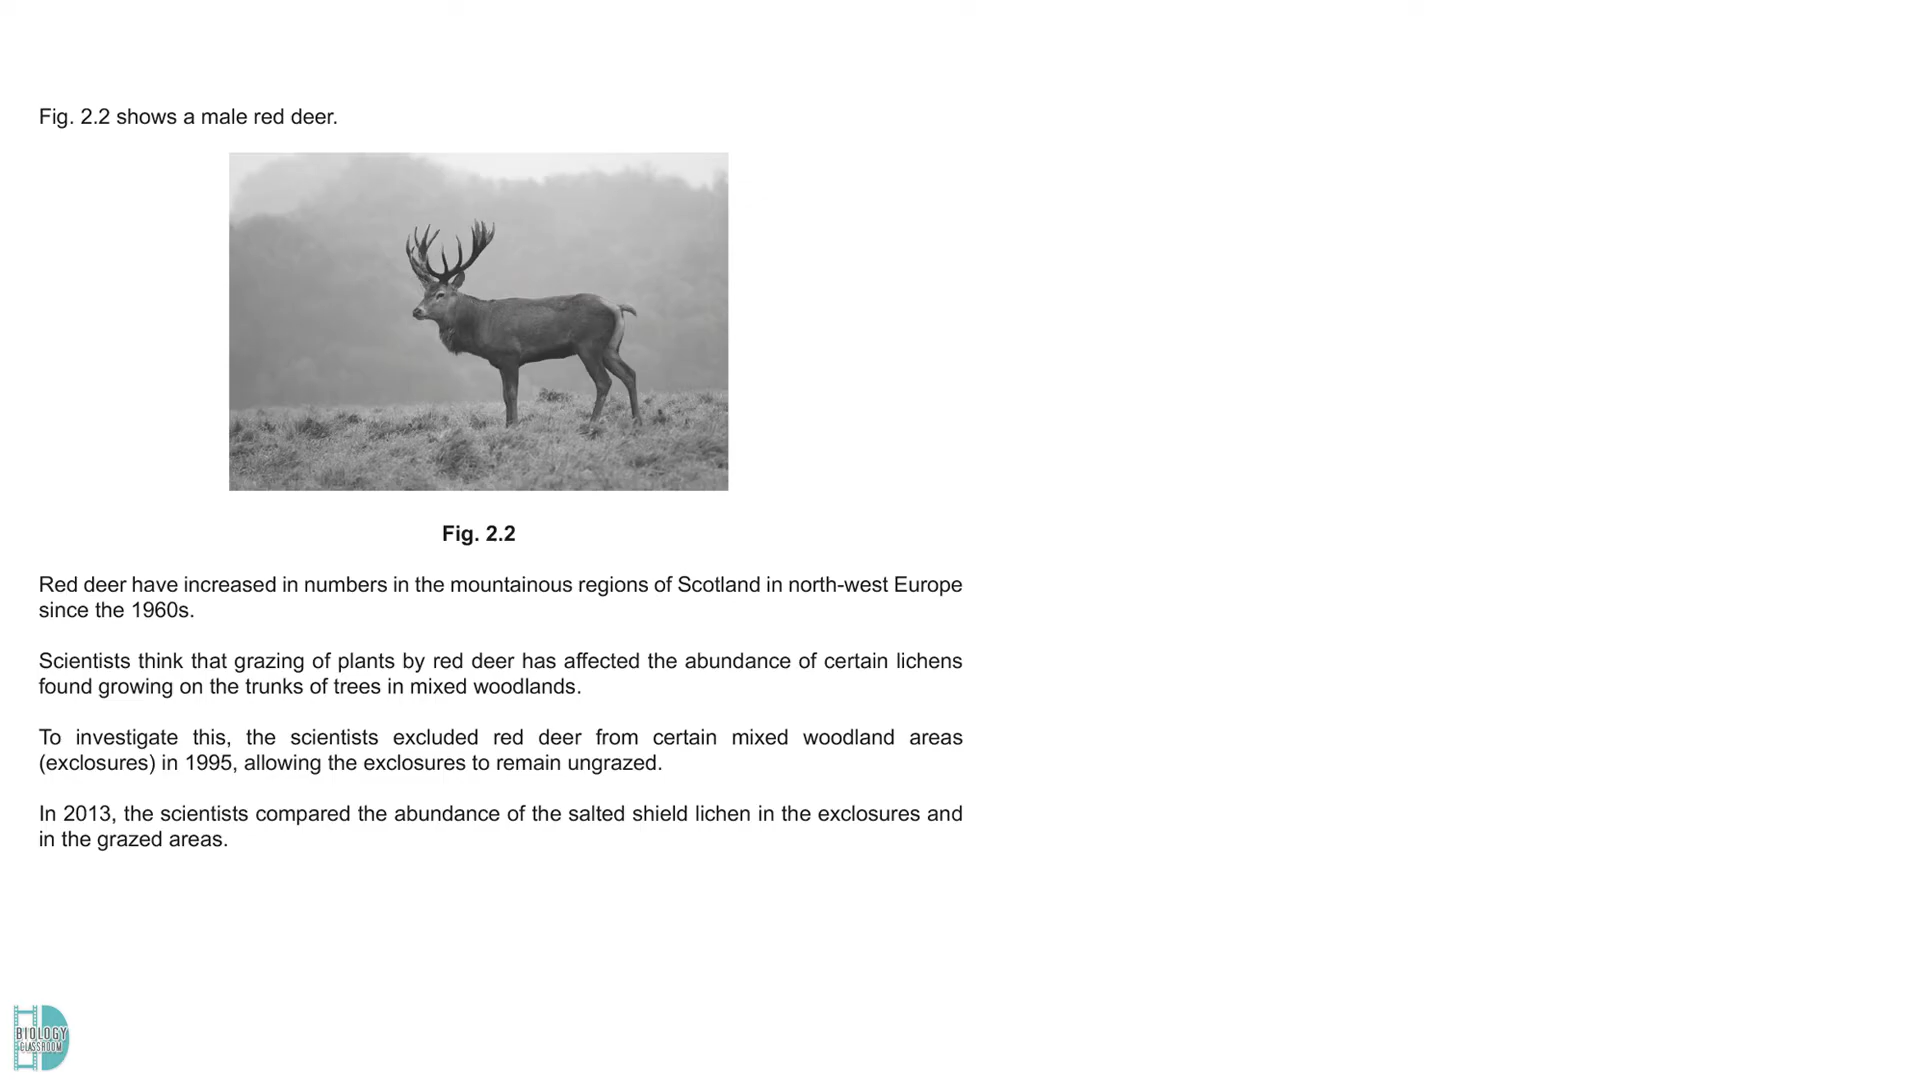 Fig. 2.2 shows a male red deer.
Fig. 2.2
Red deer have increased in numbers in the mountainous regions of Scotland in north-west Europe
since the 1960s.
Scientists think that grazing of plants by red deer has affected the abundance of certain lichens
found growing on the trunks of trees in mixed woodlands.
To investigate this, the scientists excluded red deer from certain mixed woodland areas
(exclosures) in 1995, allowing the exclosures to remain ungrazed.
In 2013, the scientists compared the abundance of the salted shield lichen in the exclosures and
in the grazed areas.
BIOLOGY
CLASSROOM